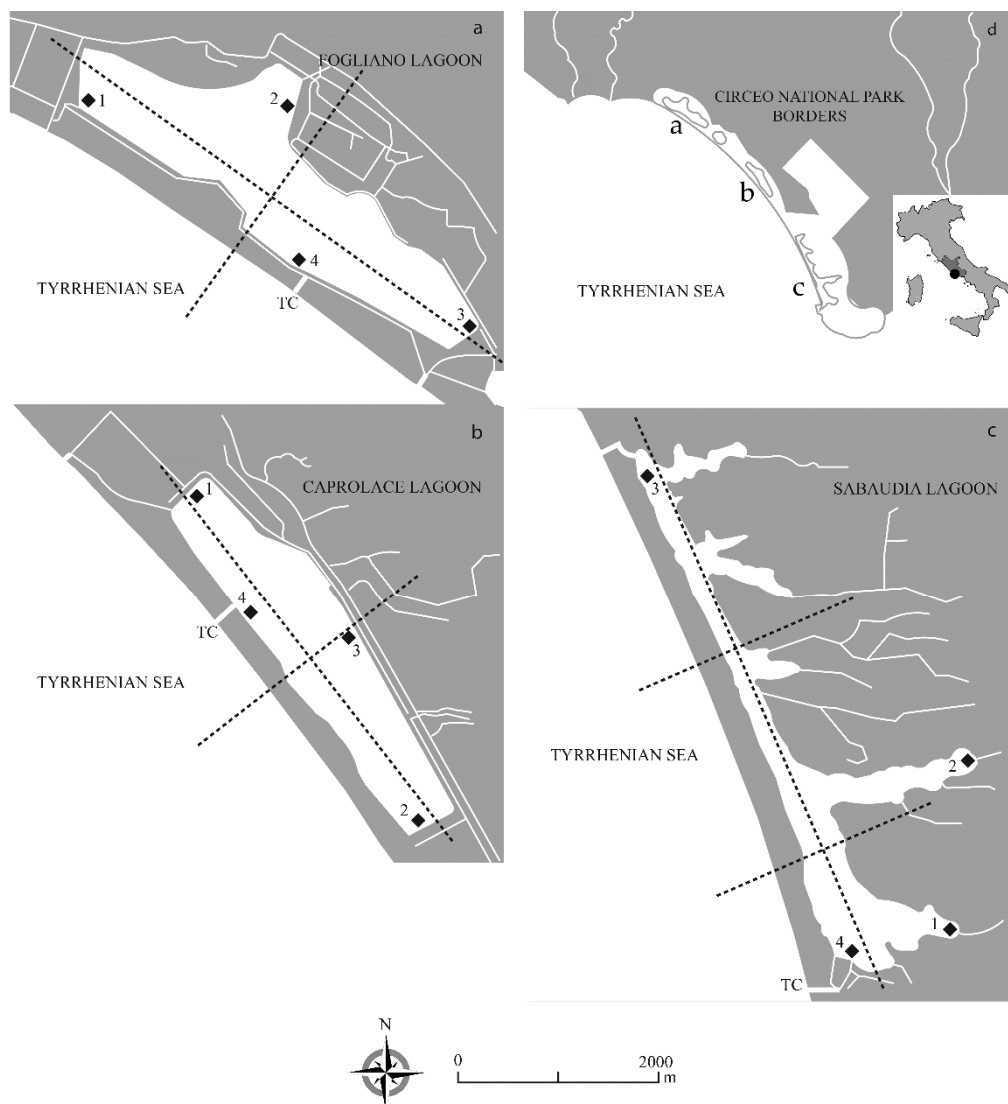 a
FOGLIANO LAGOON
1
2
4
TYRRHENIAN SEA
TC
3
d
CIRCEO NATIONAL PARK
BORDERS
a
b
TYRRHENIAN SEA
c
b
1
CAPROLACE LAGOON
4
TC
3
TYRRHENIAN SEA
2
c
3
SABAUDIA LAGOON
TYRRHENIAN SEA
2
1
4
TC
N
0
2000
m